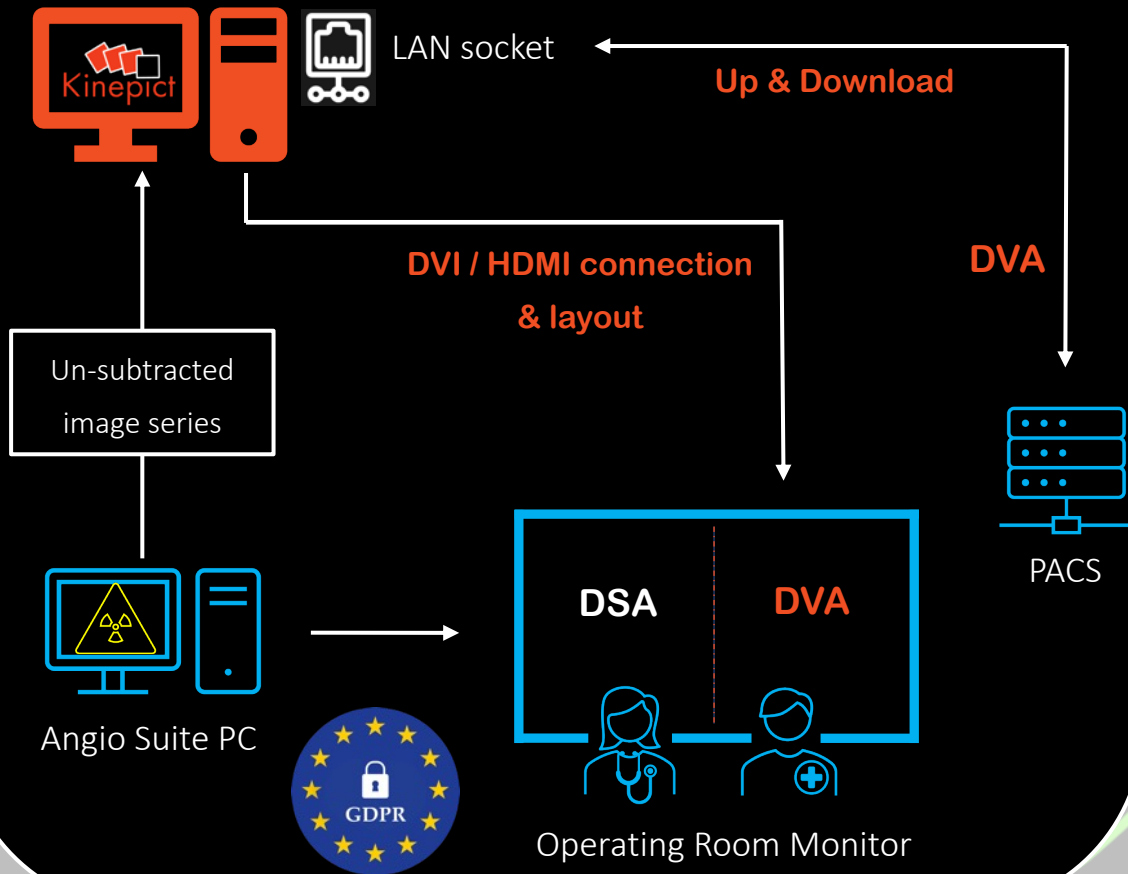 Kinepict
LAN socket
Up & Download
DVI / HDMI connection
& layout
DVA
Un-subtracted
image series
DSA
DVA
PACS
Angio Suite PC
GDPR
Operating Room Monitor